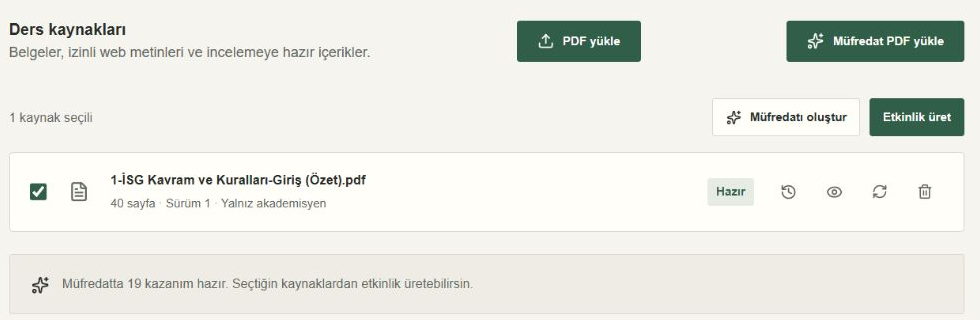 Ders kaynakları
Belgeler, izinli web metinleri ve incelemeye hazır içerikler.
PDF yükle
Müfredat PDF yükle
1 kaynak seçili
Müfredatı oluştur
Etkinlik üret
1-İSG Kavram ve Kuralları-Giriş (Özet).pdf
40 sayfa · Sürüm 1 · Yalnız akademisyen
Hazır
Müfredatta 19 kazanım hazır. Seçtiğin kaynaklardan etkinlik üretebilirsin.